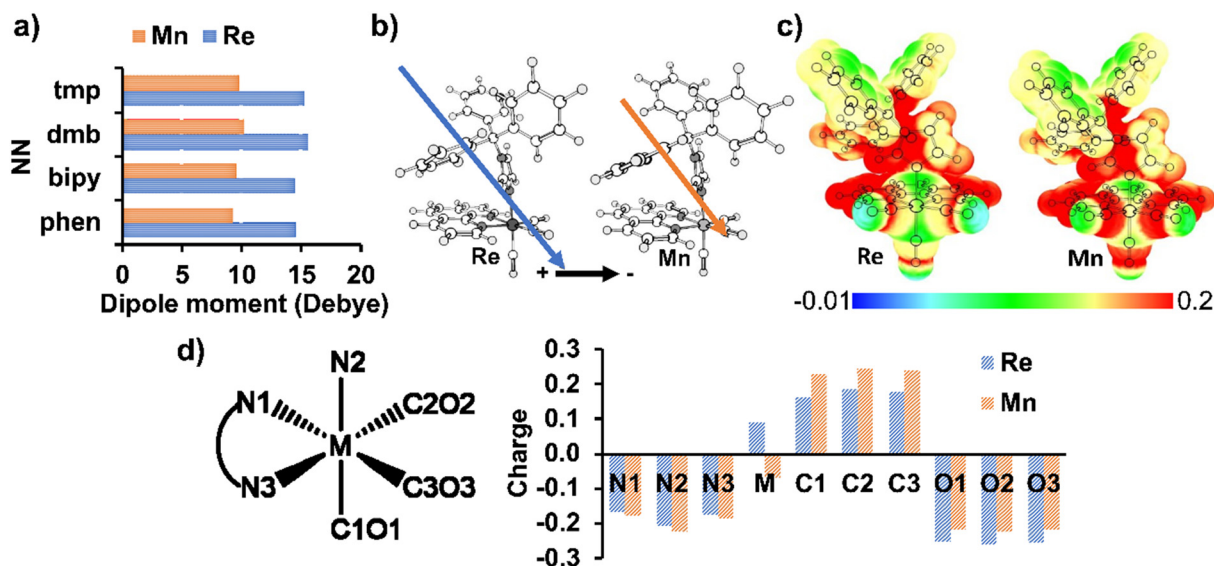 a)
Mn Re
tmp
dmb
bipy
phen
NN
0 5 10 15 20
Dipole moment (Debye)
b)
Re
Mn
+ -
c)
Re
Mn
-0.01 0.2
d)
N2
N1
C2O2
M
N3
C3O3
C1O1
0.3
0.2
0.1
0.0
-0.1
-0.2
-0.3
Charge
Re
Mn
N1 N2 N3 M C1 C2 C3 O1 O2 O3